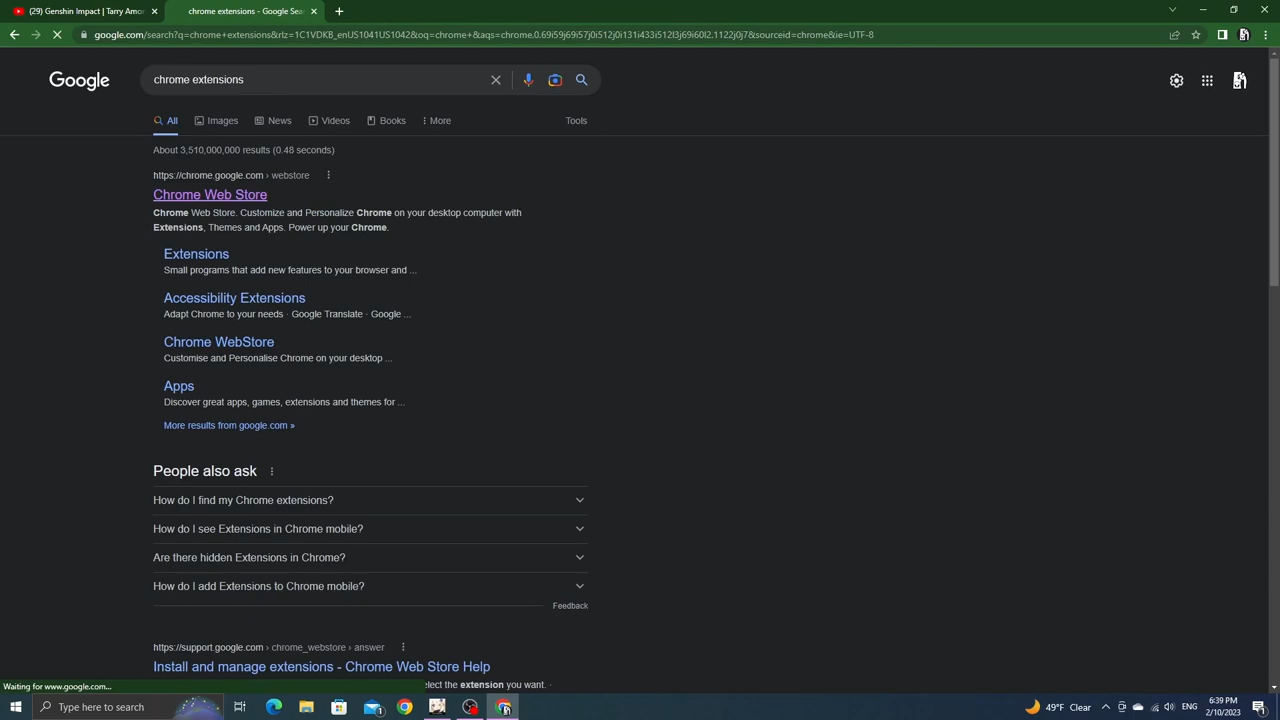 (29) Genshin Impact | Tarry Amor
chrome extensions - Google Sea
google.com/search?q=chrome+extensions&rlz=1C1VDKB_enUS1041US1042&oq=chrome+&aqs=chrome.0.69i59j69i57j0i512j0i131i433i512l3j69i60l2.1122j0j7&sourceid=chrome&ie=UTF-8
Google
chrome extensions
All
Images
News
Videos
Books
More
Tools
About 3,510,000,000 results (0.48 seconds)
https://chrome.google.com › webstore
Chrome Web Store
Chrome Web Store. Customize and Personalize Chrome on your desktop computer with
Extensions, Themes and Apps. Power up your Chrome.
Extensions
Small programs that add new features to your browser and ...
Accessibility Extensions
Adapt Chrome to your needs · Google Translate · Google ...
Chrome WebStore
Customise and Personalise Chrome on your desktop ...
Apps
Discover great apps, games, extensions and themes for ...
More results from google.com »
People also ask
How do I find my Chrome extensions?
How do I see Extensions in Chrome mobile?
Are there hidden Extensions in Chrome?
How do I add Extensions to Chrome mobile?
Feedback
https://support.google.com › chrome_webstore › answer
Install and manage extensions - Chrome Web Store Help
elect the extension you want. ·
Waiting for www.google.com...
Type here to search
49°F Clear
ENG
6:39 PM
2/10/2023